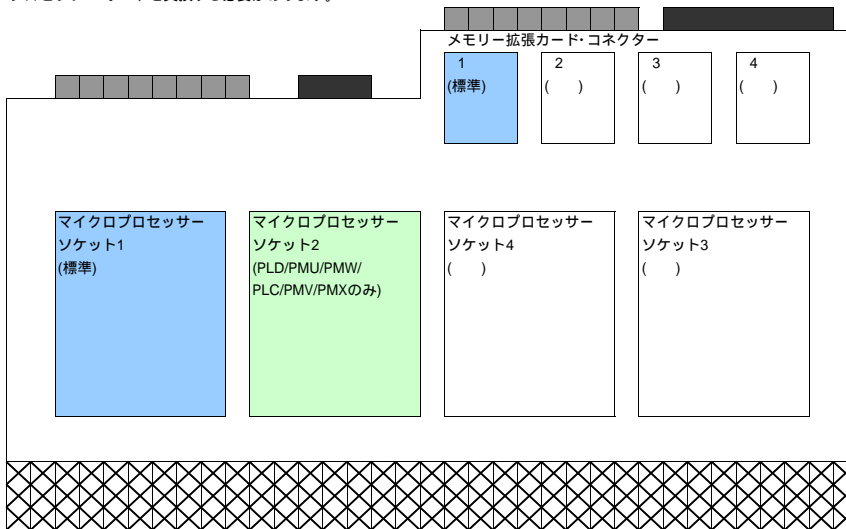 メモリー拡張カード・コネクター
1
(標準)
2
(　)
3
(　)
4
(　)
マイクロプロセッサー
ソケット1
(標準)
マイクロプロセッサー
ソケット2
(PLD/PMU/PMW/
PLC/PMV/PMXのみ)
マイクロプロセッサー
ソケット4
(　)
マイクロプロセッサー
ソケット3
(　)